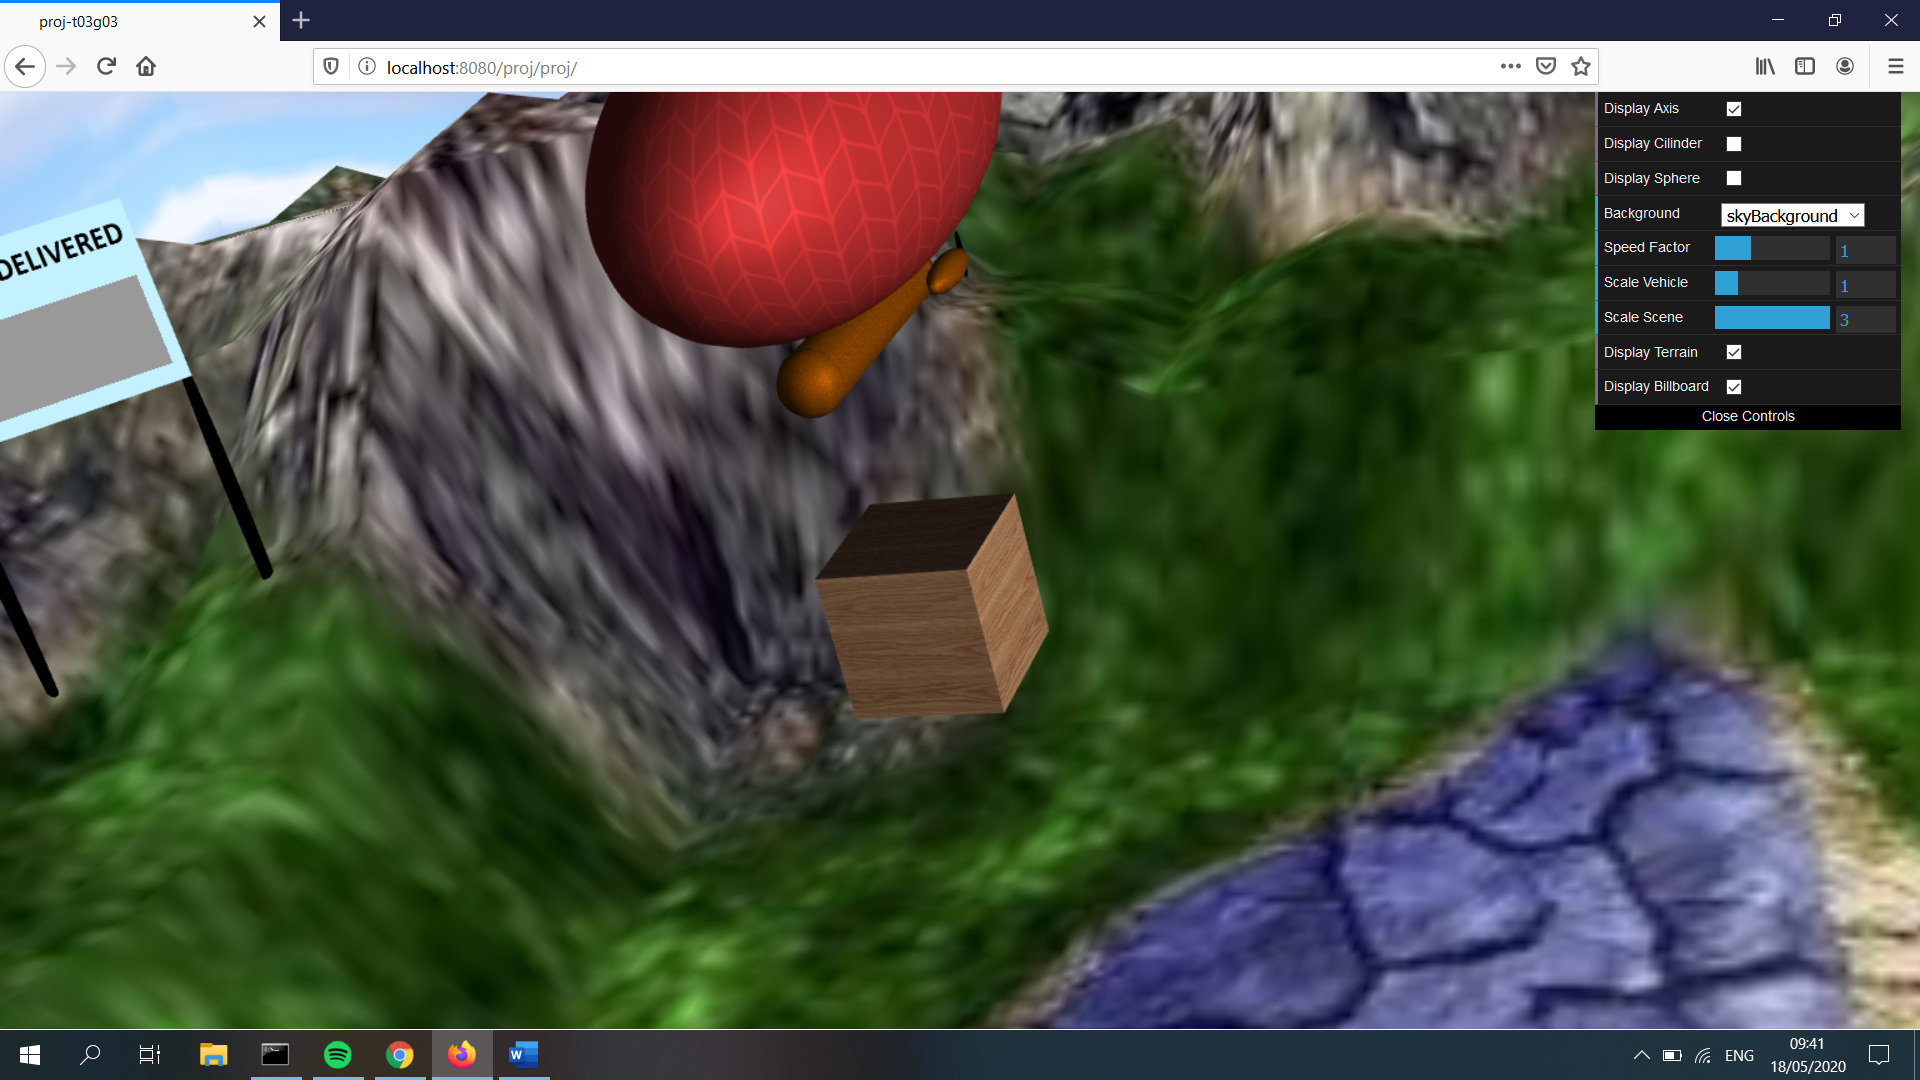 proj-t03g03
localhost:8080/proj/proj/
DELIVERED
Display Axis
Display Cilinder
Display Sphere
Background skyBackground
Speed Factor 1
Scale Vehicle 1
Scale Scene 3
Display Terrain
Display Billboard
Close Controls
ENG
09:41
18/05/2020